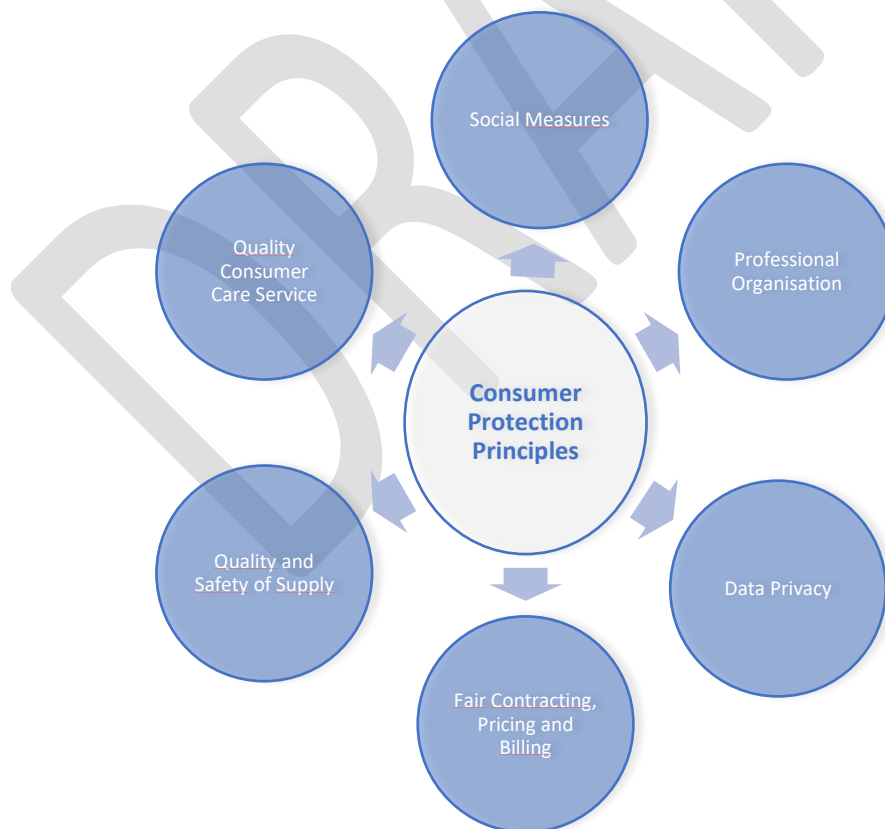 Social Measures
Professional
Organisation
Data Privacy
Fair Contracting,
Pricing and
Billing
Quality and
Safety of Supply
Quality
Consumer
Care Service
Consumer
Protection
Principles
DRA